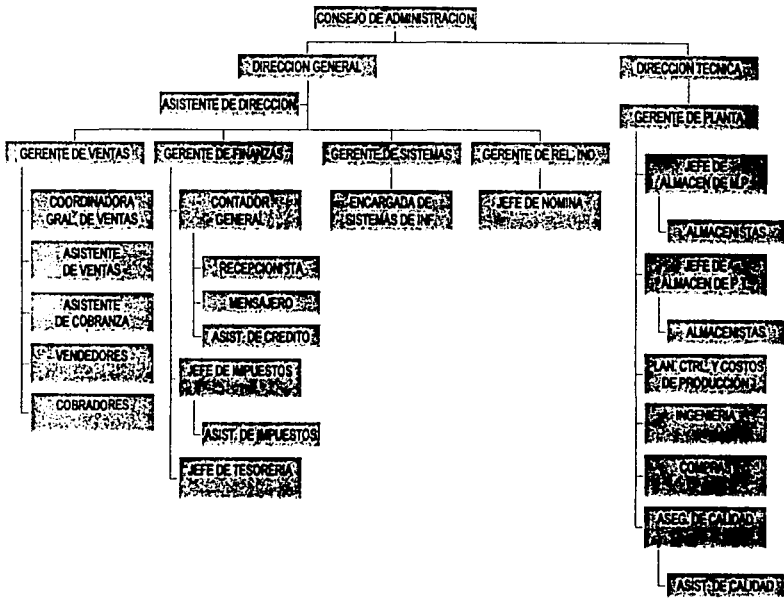 CONSEJO DE ADMINISTRACION
DIRECCION GENERAL
DIRECCION TECNICA
ASISTENTE DE DIRECCION
GERENTE DE PLANTA
GERENTE DE VENTAS
GERENTE DE FINANZAS
GERENTE DE SISTEMAS
GERENTE DE REL. IND.
COORDINADORA
GRAL. DE VENTAS
ASISTENTE
DE VENTAS
ASISTENTE
DE COBRANZA
VENDEDORES
COBRADORES
CONTADOR
GENERAL
RECEPCIONISTA
MENSAJERO
ASIST. DE CREDITO
JEFE DE IMPUESTOS
ASIST. DE IMPUESTOS
JEFE DE TESORERIA
ENCARGADA DE
SISTEMAS DE INF.
JEFE DE NOMINA
JEFE DE
ALMACEN DE M.P.
ALMACENISTAS
JEFE DE
ALMACEN DE P.T.
ALMACENISTAS
PLAN. CTRL. Y COSTOS
DE PRODUCCIÓN
INGENIERIA
COMPRAS
ASEG. DE CALIDAD
ASIST. DE CALIDAD